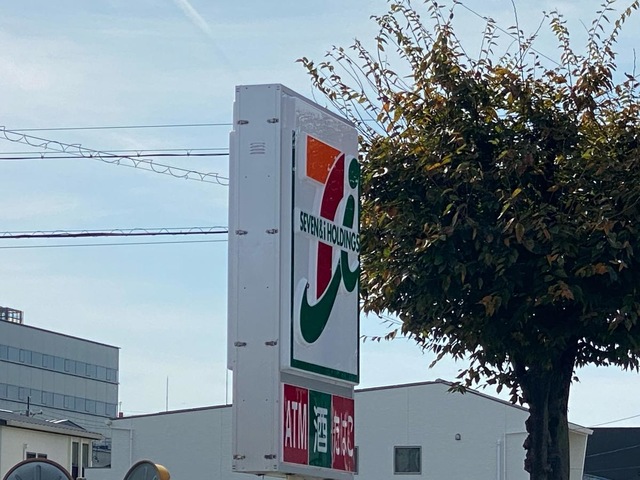 SEVEN&i HOLDINGS
ATM 酒 たばこ